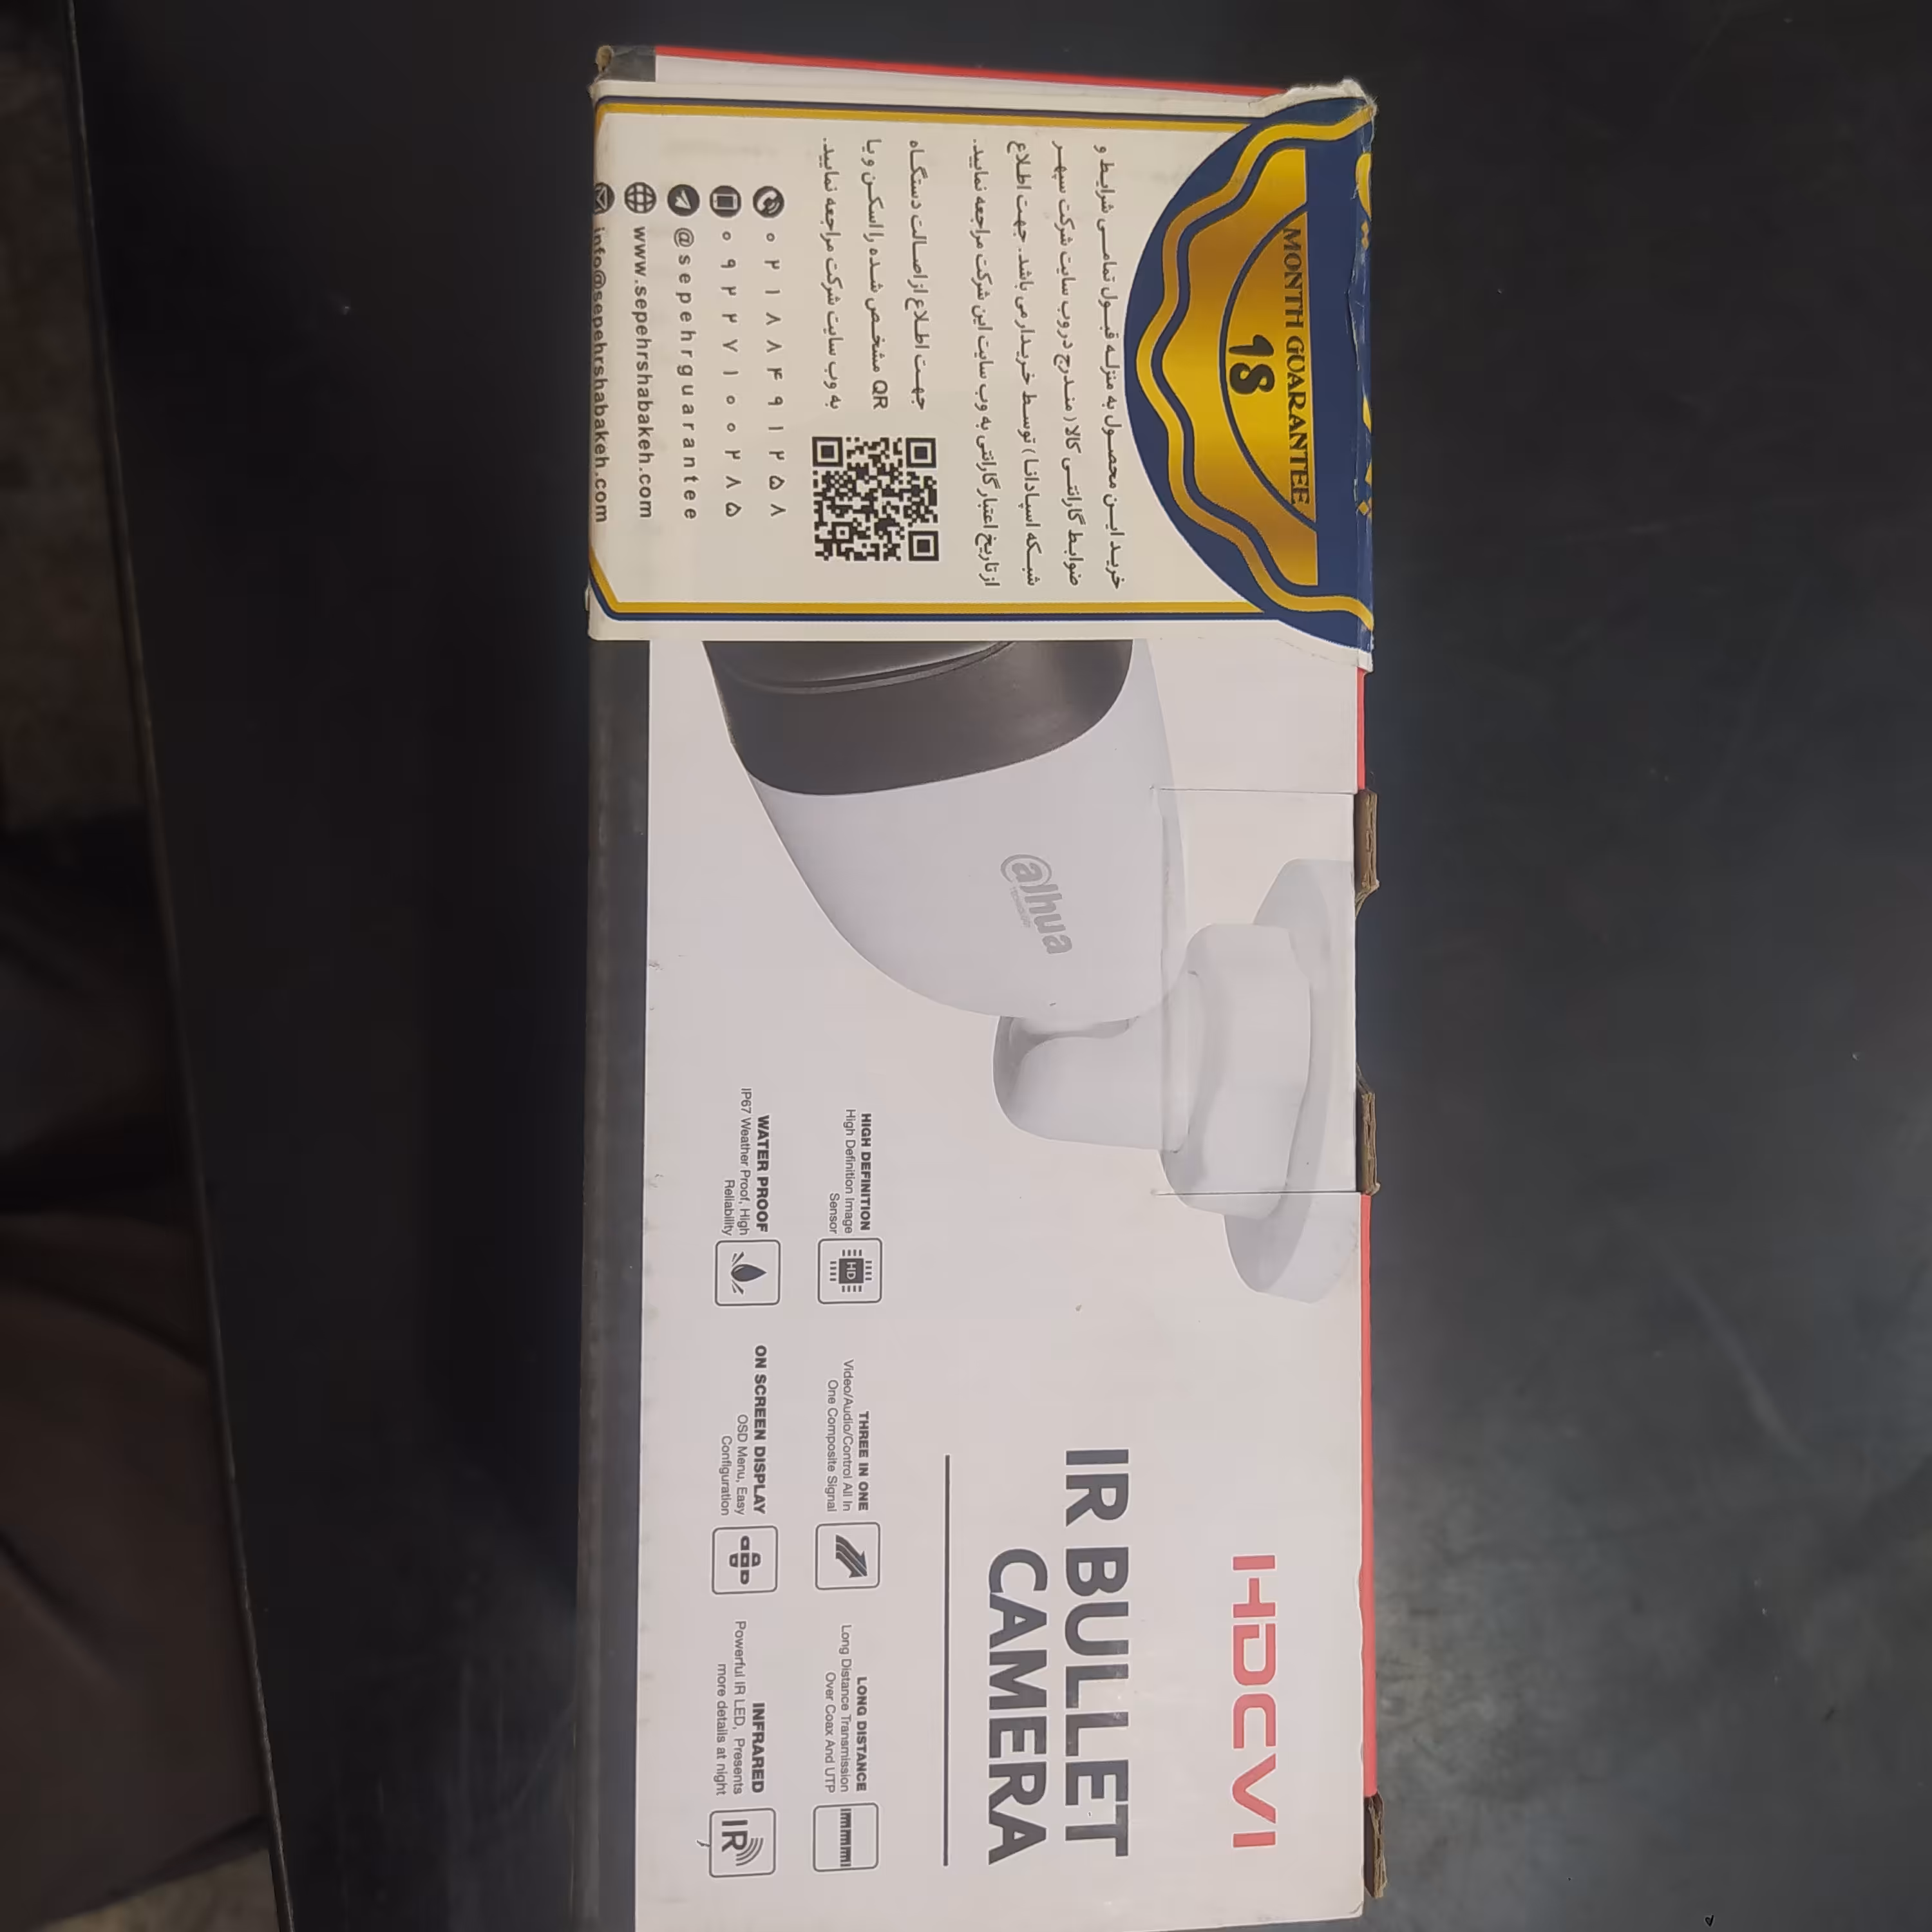 MONTH GUARANTEE
18
خرید این محصول به منزله قبول تمامی شرایط و
ضوابط گارانتی کالا (مندرج در وب سایت شرکت سپهر
شبکه اسپادانا) توسط خریدار می باشد. جهت اطلاع
از تاریخ اعتبار گارانتی به وب سایت این شرکت مراجعه نمایید.
جهت اطلاع از اصالت دستگاه
QR مشخص شده را اسکن و یا
به وب سایت شرکت مراجعه نمایید.
۰۲۱۸۸۴۹۱۲۵۸
۰۹۲۲۷۱۰۰۲۸۵
@sepehrguarantee
www.sepehrshabakeh.com
info@sepehrshabakeh.com
alhua
TECHNOLOGY
HDCVI
IR BULLET
CAMERA
HIGH DEFINITION
High Definition Image
Sensor
HD
THREE IN ONE
Video/Audio/Control All In
One Composite Signal
LONG DISTANCE
Long Distance Transmission
Over Coax And UTP
WATER PROOF
IP67 Weather Proof, High
Reliability
ON SCREEN DISPLAY
OSD Menu, Easy
Configuration
INFRARED
Powerful IR LED, Presents
more details at night
IR